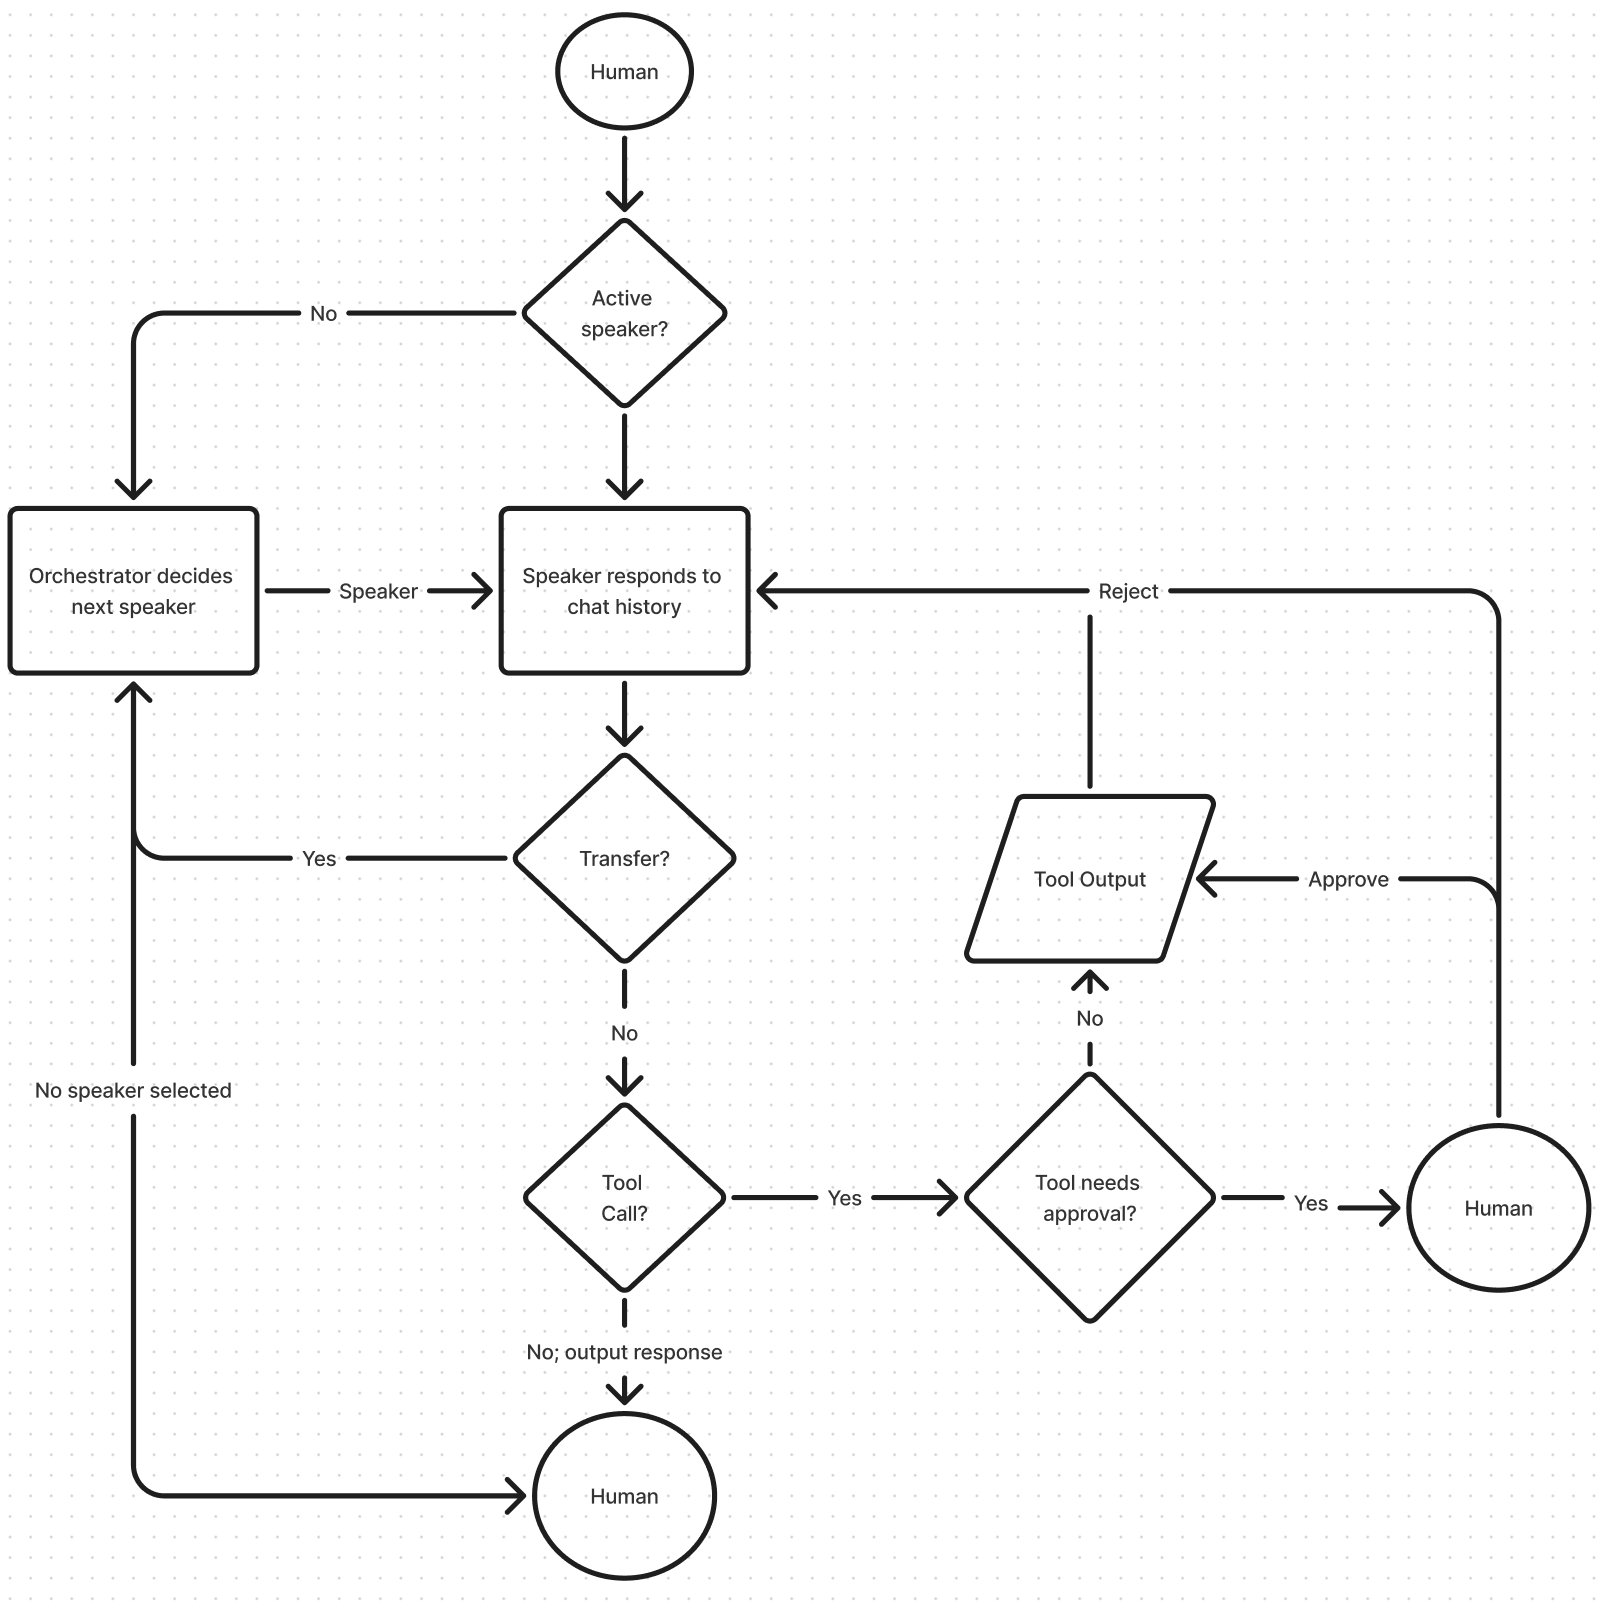 Human
Active
speaker?
No
Orchestrator decides
next speaker
Speaker
Speaker responds to
chat history
Reject
Transfer?
Yes
Tool Output
Approve
No
No
No speaker selected
Tool
Call?
Yes
Tool needs
approval?
Yes
Human
No; output response
Human